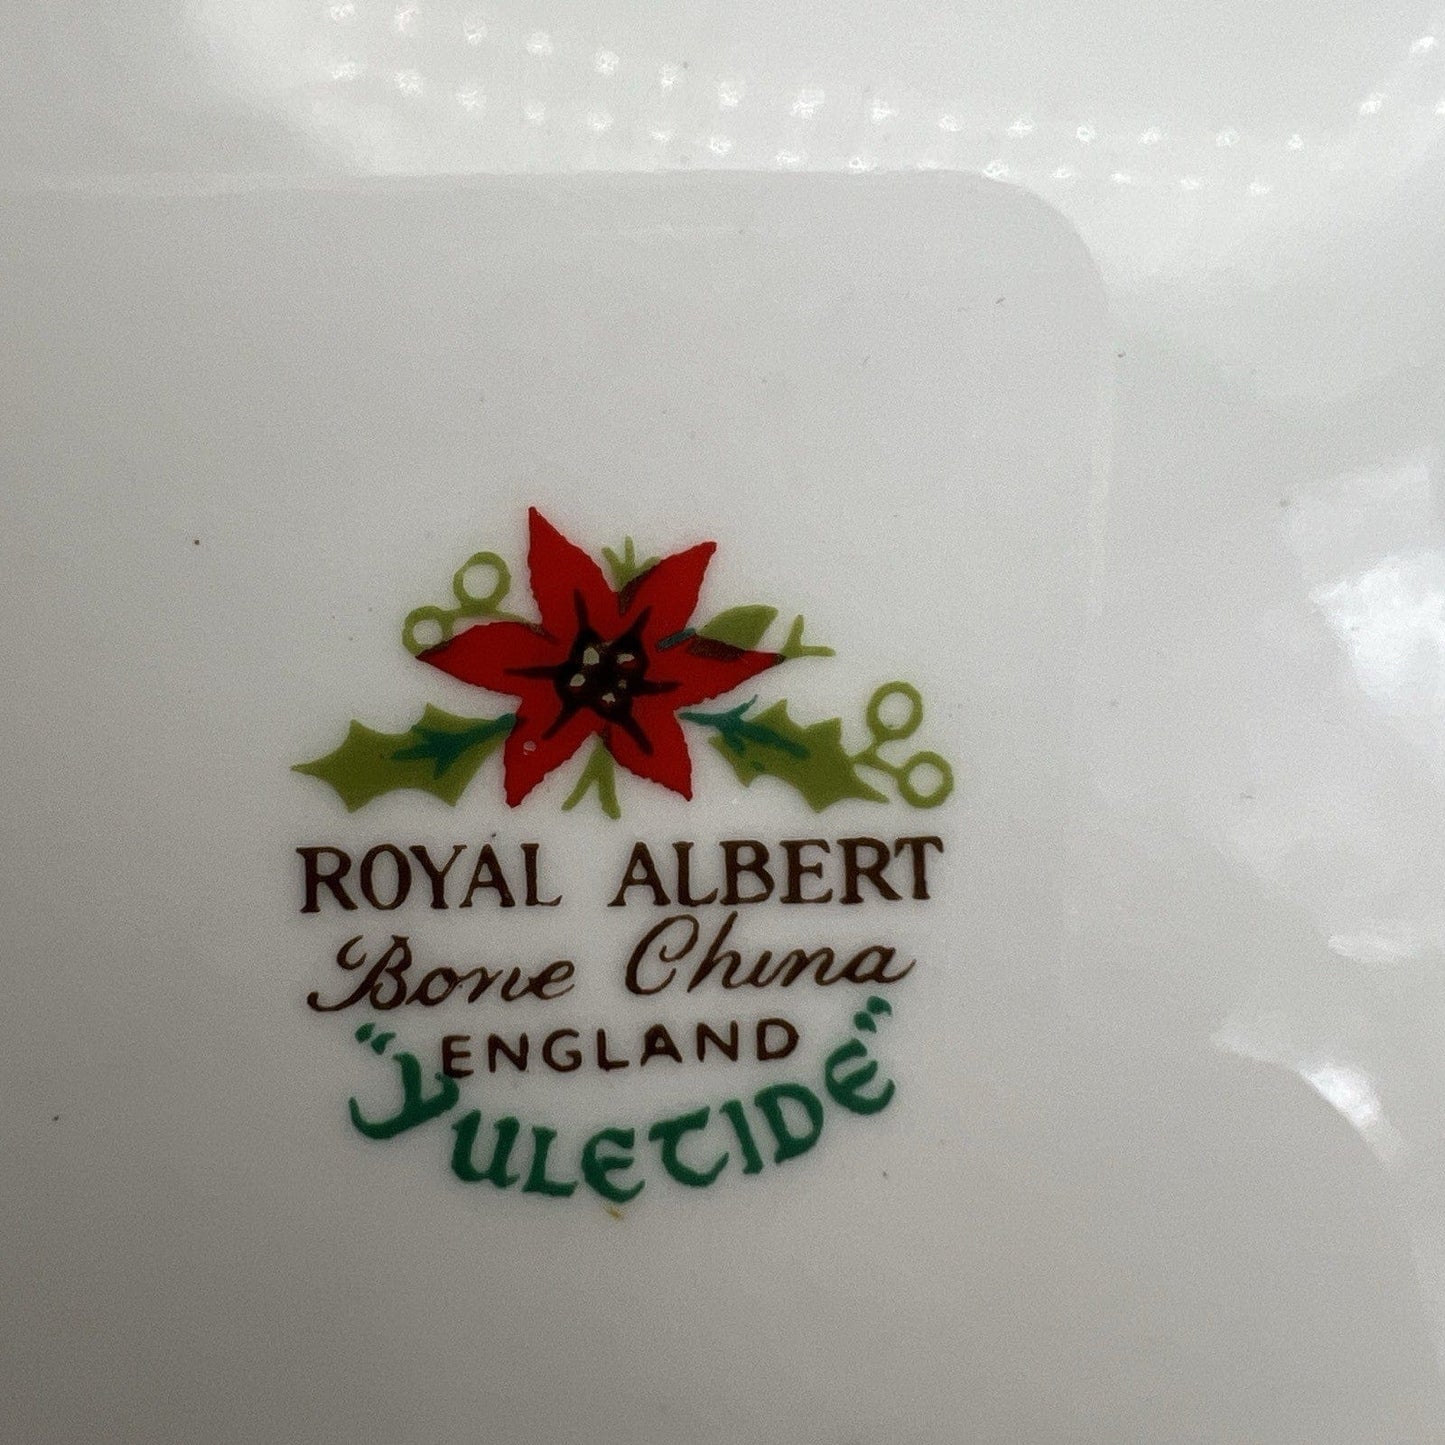 ROYAL ALBERT
Bone China
ENGLAND
"YULETIDE"